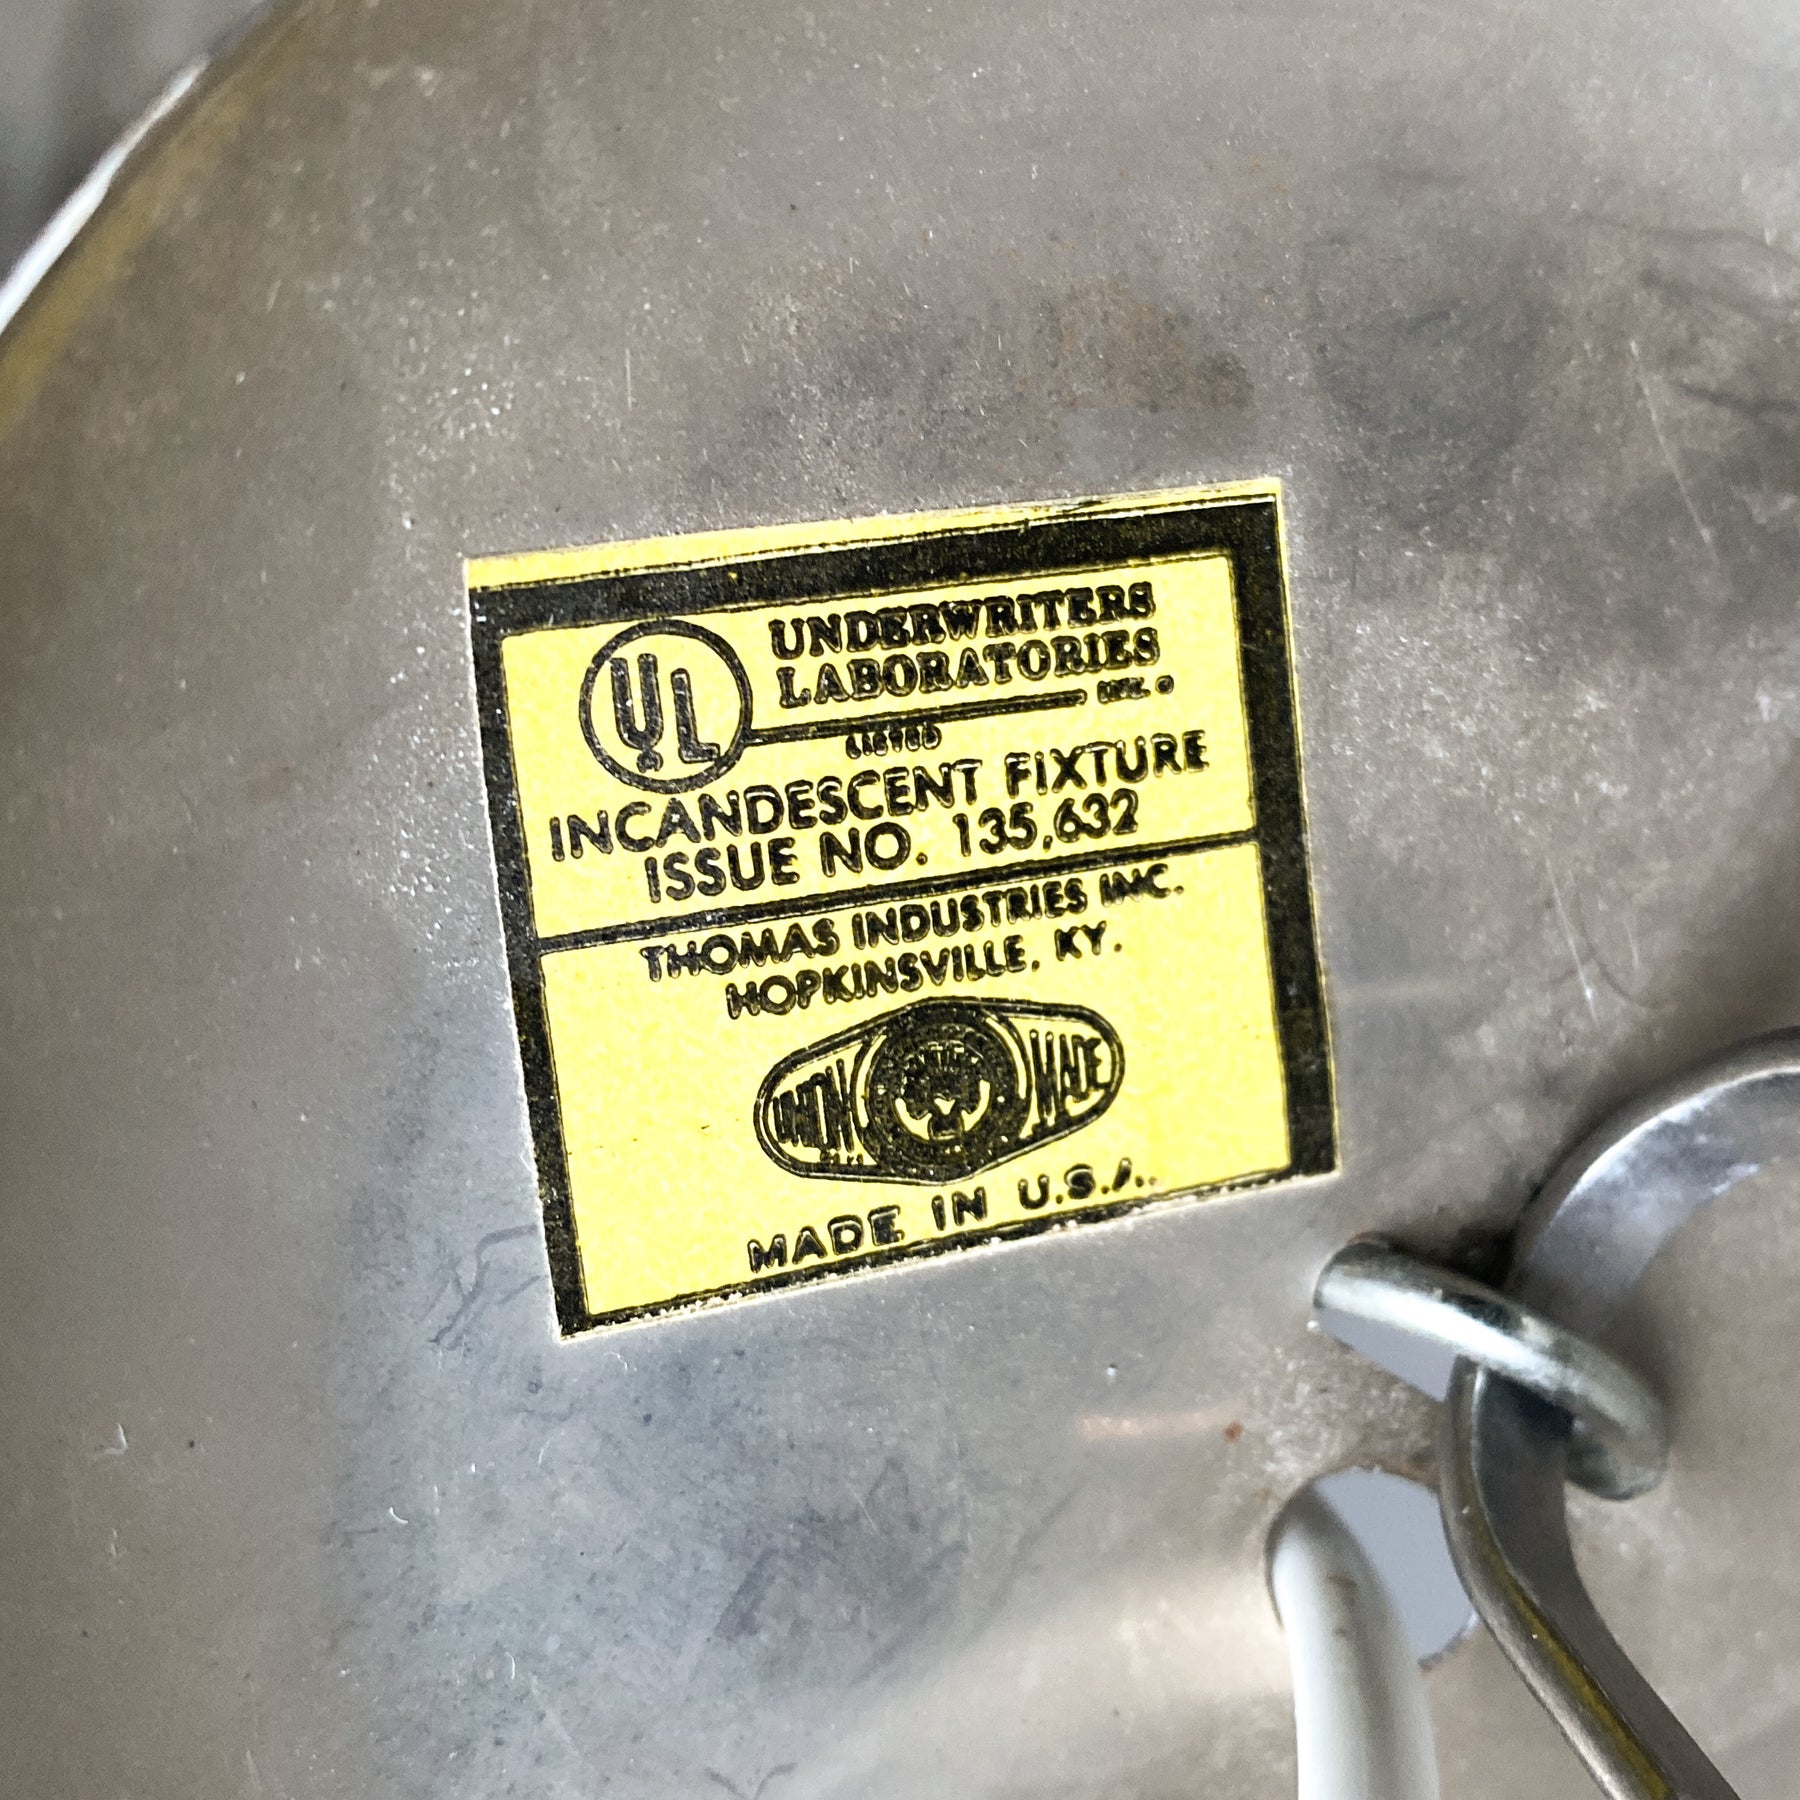 UL
UNDERWRITERS
LABORATORIES
INC. ®
LISTED
INCANDESCENT FIXTURE
ISSUE NO. 135,632
THOMAS INDUSTRIES INC.
HOPKINSVILLE, KY.
UNION MADE
MADE IN U.S.A.